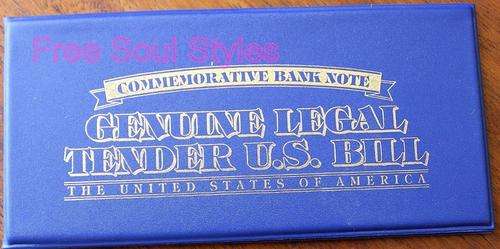 Free Soul Styles
COMMEMORATIVE BANK NOTE
GENUINE LEGAL
TENDER U.S. BILL
THE UNITED STATES OF AMERICA